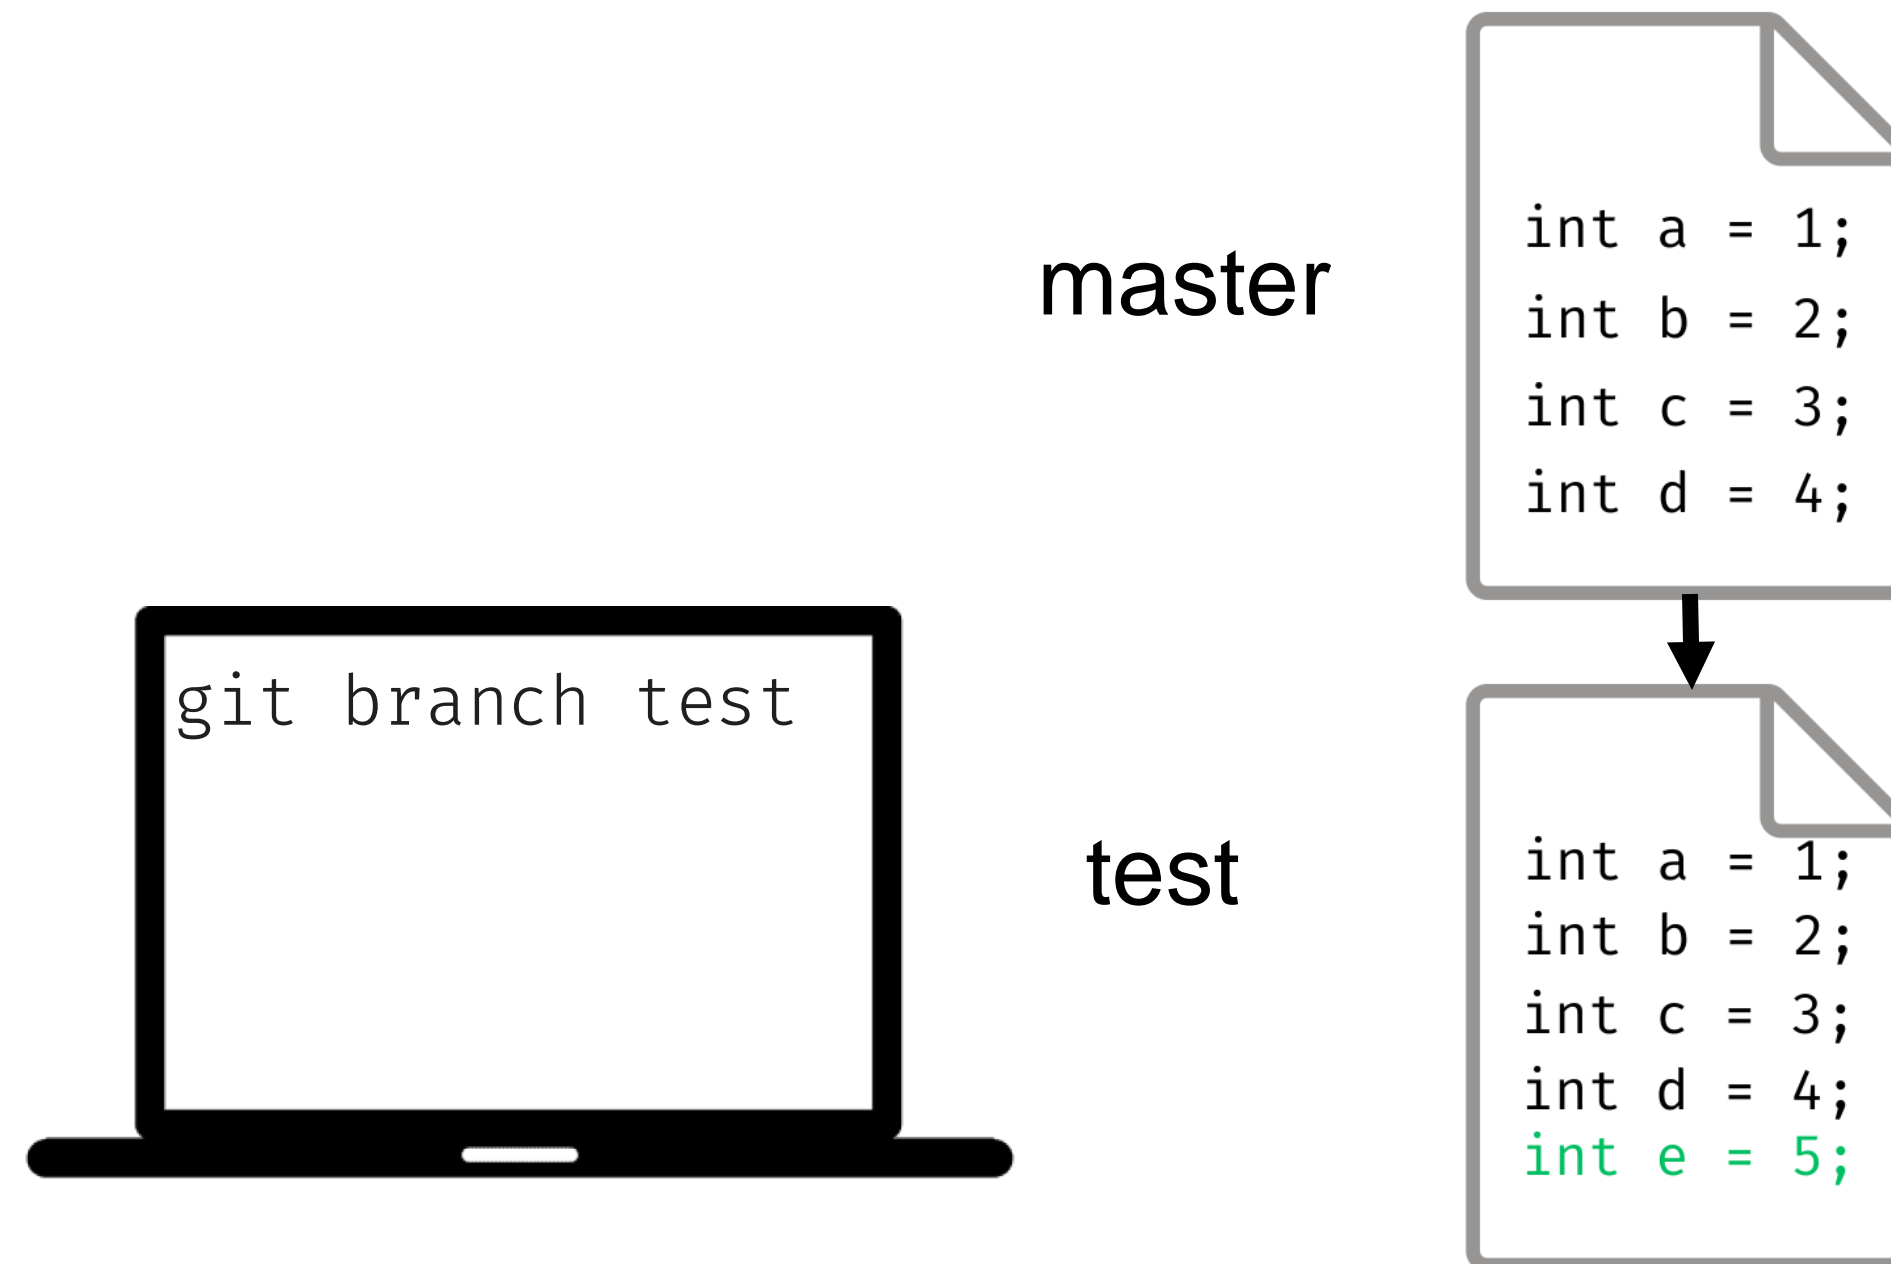 master
int a = 1;
int b = 2;
int c = 3;
int d = 4;
git branch test
test
int a = 1;
int b = 2;
int c = 3;
int d = 4;
int e = 5;